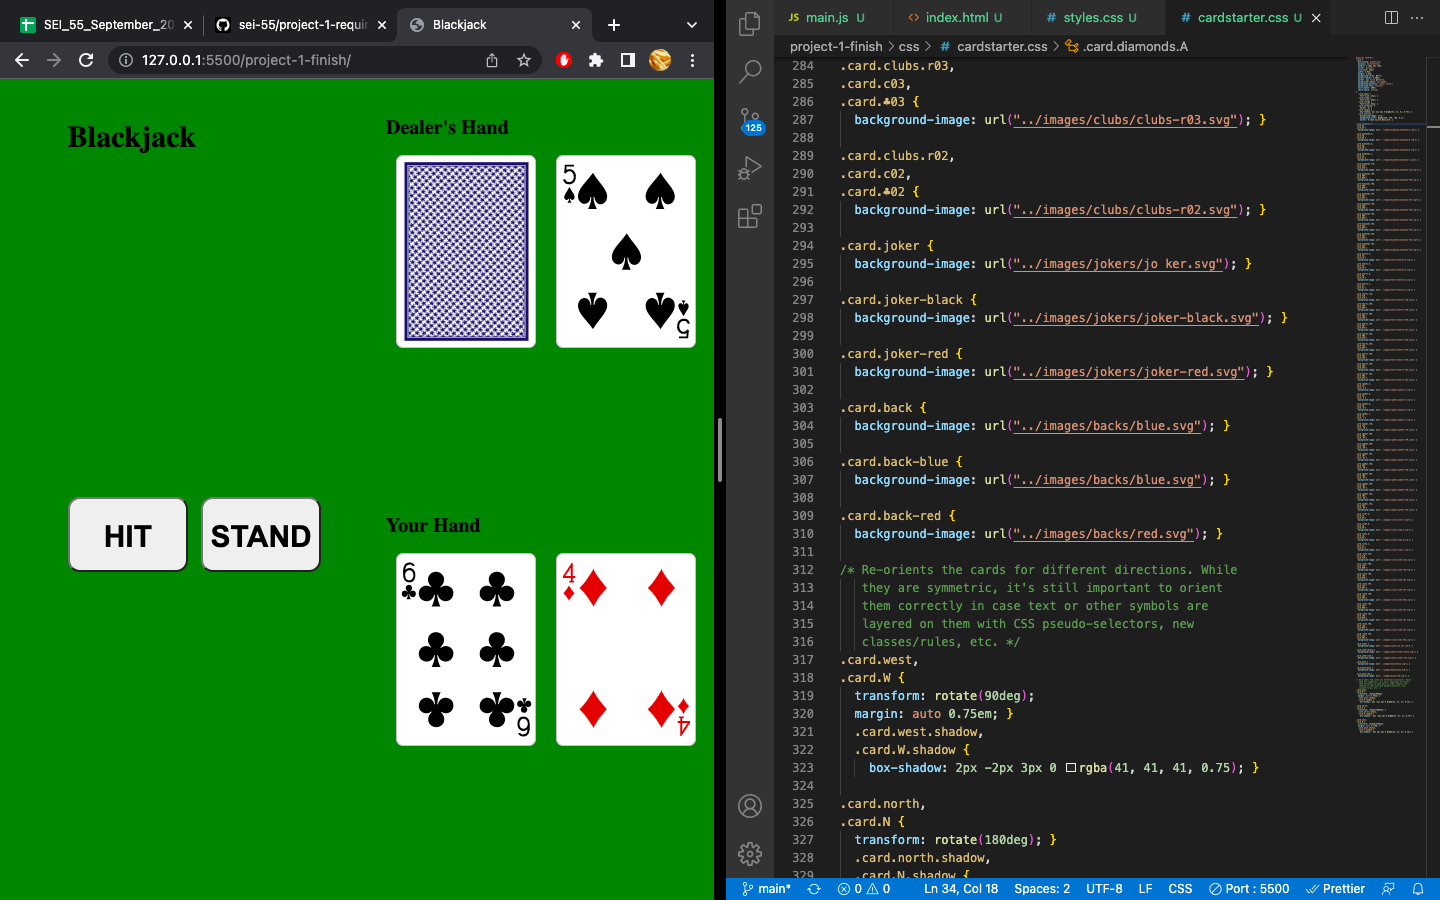 SEI_55_September_20
sei-55/project-1-requir
Blackjack
127.0.0.1:5500/project-1-finish/
Blackjack
Dealer's Hand
5
5
HIT
STAND
Your Hand
6
6
4
4
JS main.js U
<> index.html U
# styles.css U
# cardstarter.css U
project-1-finish > css > # cardstarter.css > .card.diamonds.A
125
284 .card.clubs.r03,
285 .card.c03,
286 .card.♣03 {
287 background-image: url("../images/clubs/clubs-r03.svg"); }
288
289 .card.clubs.r02,
290 .card.c02,
291 .card.♣02 {
292 background-image: url("../images/clubs/clubs-r02.svg"); }
293
294 .card.joker {
295 background-image: url("../images/jokers/jo ker.svg"); }
296
297 .card.joker-black {
298 background-image: url("../images/jokers/joker-black.svg"); }
299
300 .card.joker-red {
301 background-image: url("../images/jokers/joker-red.svg"); }
302
303 .card.back {
304 background-image: url("../images/backs/blue.svg"); }
305
306 .card.back-blue {
307 background-image: url("../images/backs/blue.svg"); }
308
309 .card.back-red {
310 background-image: url("../images/backs/red.svg"); }
311
312 /* Re-orients the cards for different directions. While
313 they are symmetric, it's still important to orient
314 them correctly in case text or other symbols are
315 layered on them with CSS pseudo-selectors, new
316 classes/rules, etc. */
317 .card.west,
318 .card.W {
319 transform: rotate(90deg);
320 margin: auto 0.75em; }
321 .card.west.shadow,
322 .card.W.shadow {
323 box-shadow: 2px -2px 3px 0 rgba(41, 41, 41, 0.75); }
324
325 .card.north,
326 .card.N {
327 transform: rotate(180deg); }
328 .card.north.shadow,
329 .card.N.shadow {
main* 0 0 Ln 34, Col 18 Spaces: 2 UTF-8 LF CSS Port : 5500 Prettier